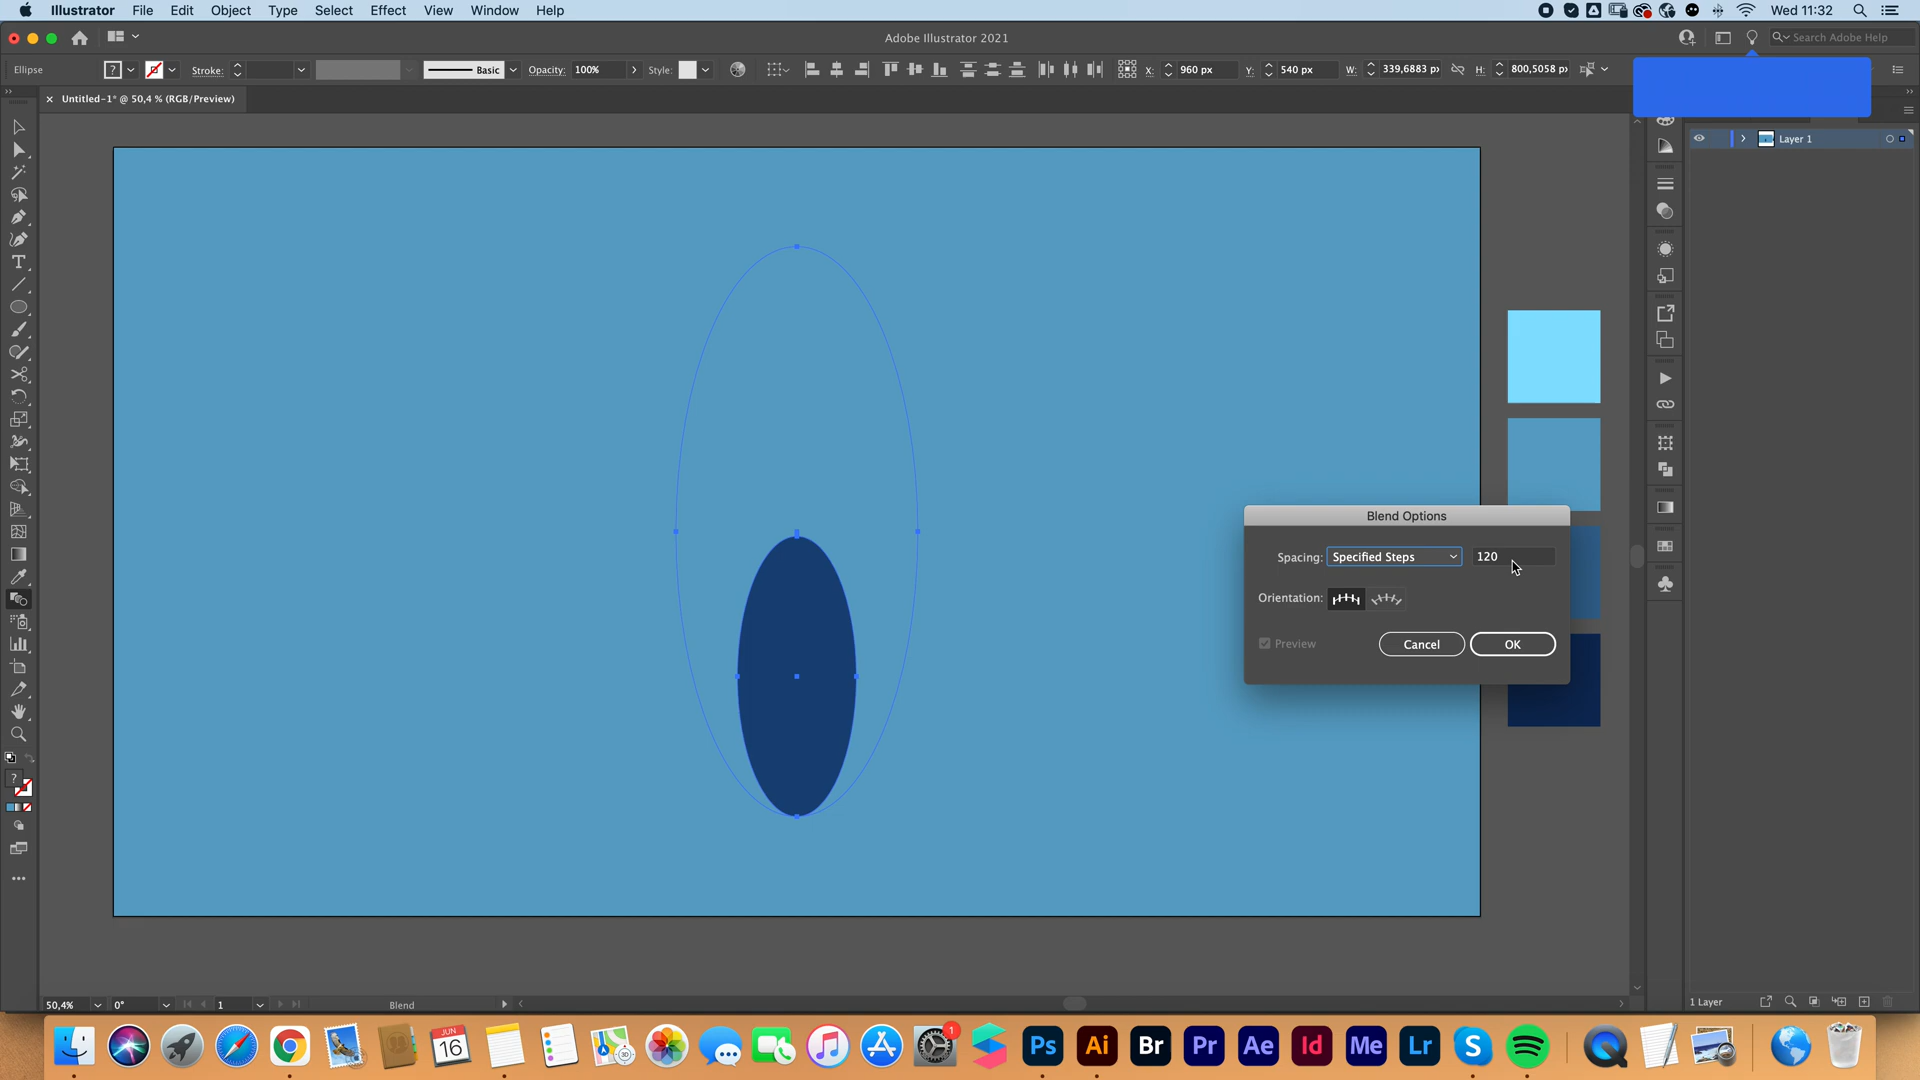 Illustrator File Edit Object Type Select Effect View Window Help
Wed 11:32
Adobe Illustrator 2021
Search Adobe Help
Ellipse ? Stroke: Basic Opacity: 100% Style: X: 960 px Y: 540 px W: 339,6883 px H: 800,5058 px
× Untitled-1* @ 50,4 % (RGB/Preview)
Layer 1
Blend Options
Spacing: Specified Steps 120
Orientation:
Preview Cancel OK
?
50,4% 0° 1 Blend
1 Layer
JUN
16
30
1
Ps Ai Br Pr Ae Id Me Lr S